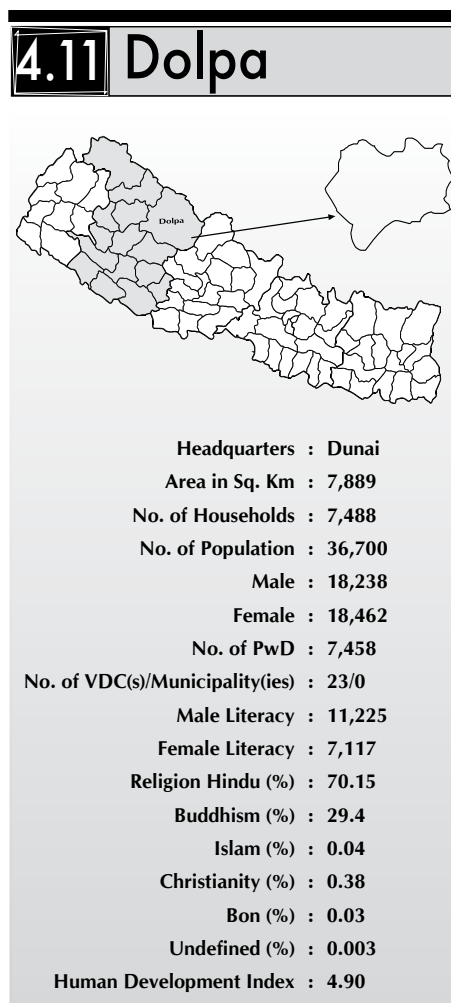 4.11 Dolpa
Dolpa
Headquarters : Dunai
Area in Sq. Km : 7,889
No. of Households : 7,488
No. of Population : 36,700
Male : 18,238
Female : 18,462
No. of PwD : 7,458
No. of VDC(s)/Municipality(ies) : 23/0
Male Literacy : 11,225
Female Literacy : 7,117
Religion Hindu (%) : 70.15
Buddhism (%) : 29.4
Islam (%) : 0.04
Christianity (%) : 0.38
Bon (%) : 0.03
Undefined (%) : 0.003
Human Development Index : 4.90